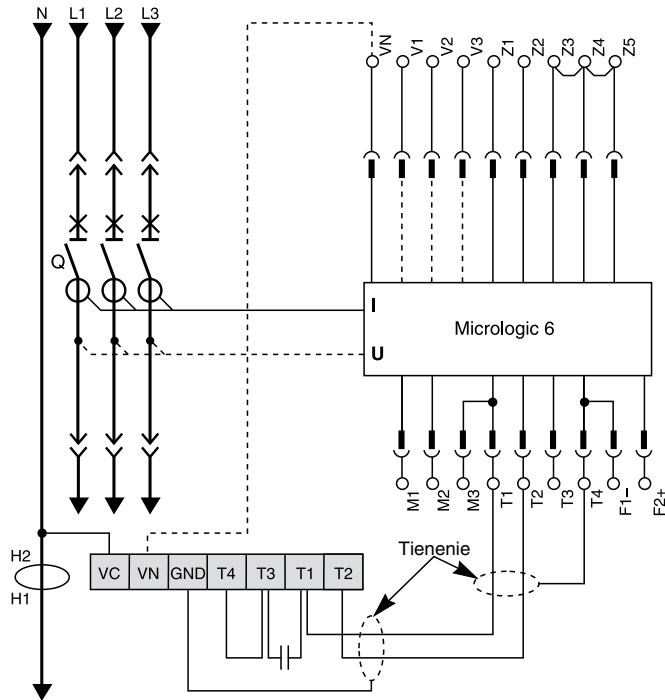 N L1 L2 L3
VN V1 V2 V3 Z1 Z2 Z3 Z4 Z5
Q
I
Micrologic 6
U
M1 M2 M3 T1 T2 T3 T4 F1− F2+
Tienenie
H2
H1
VC VN GND T4 T3 T1 T2